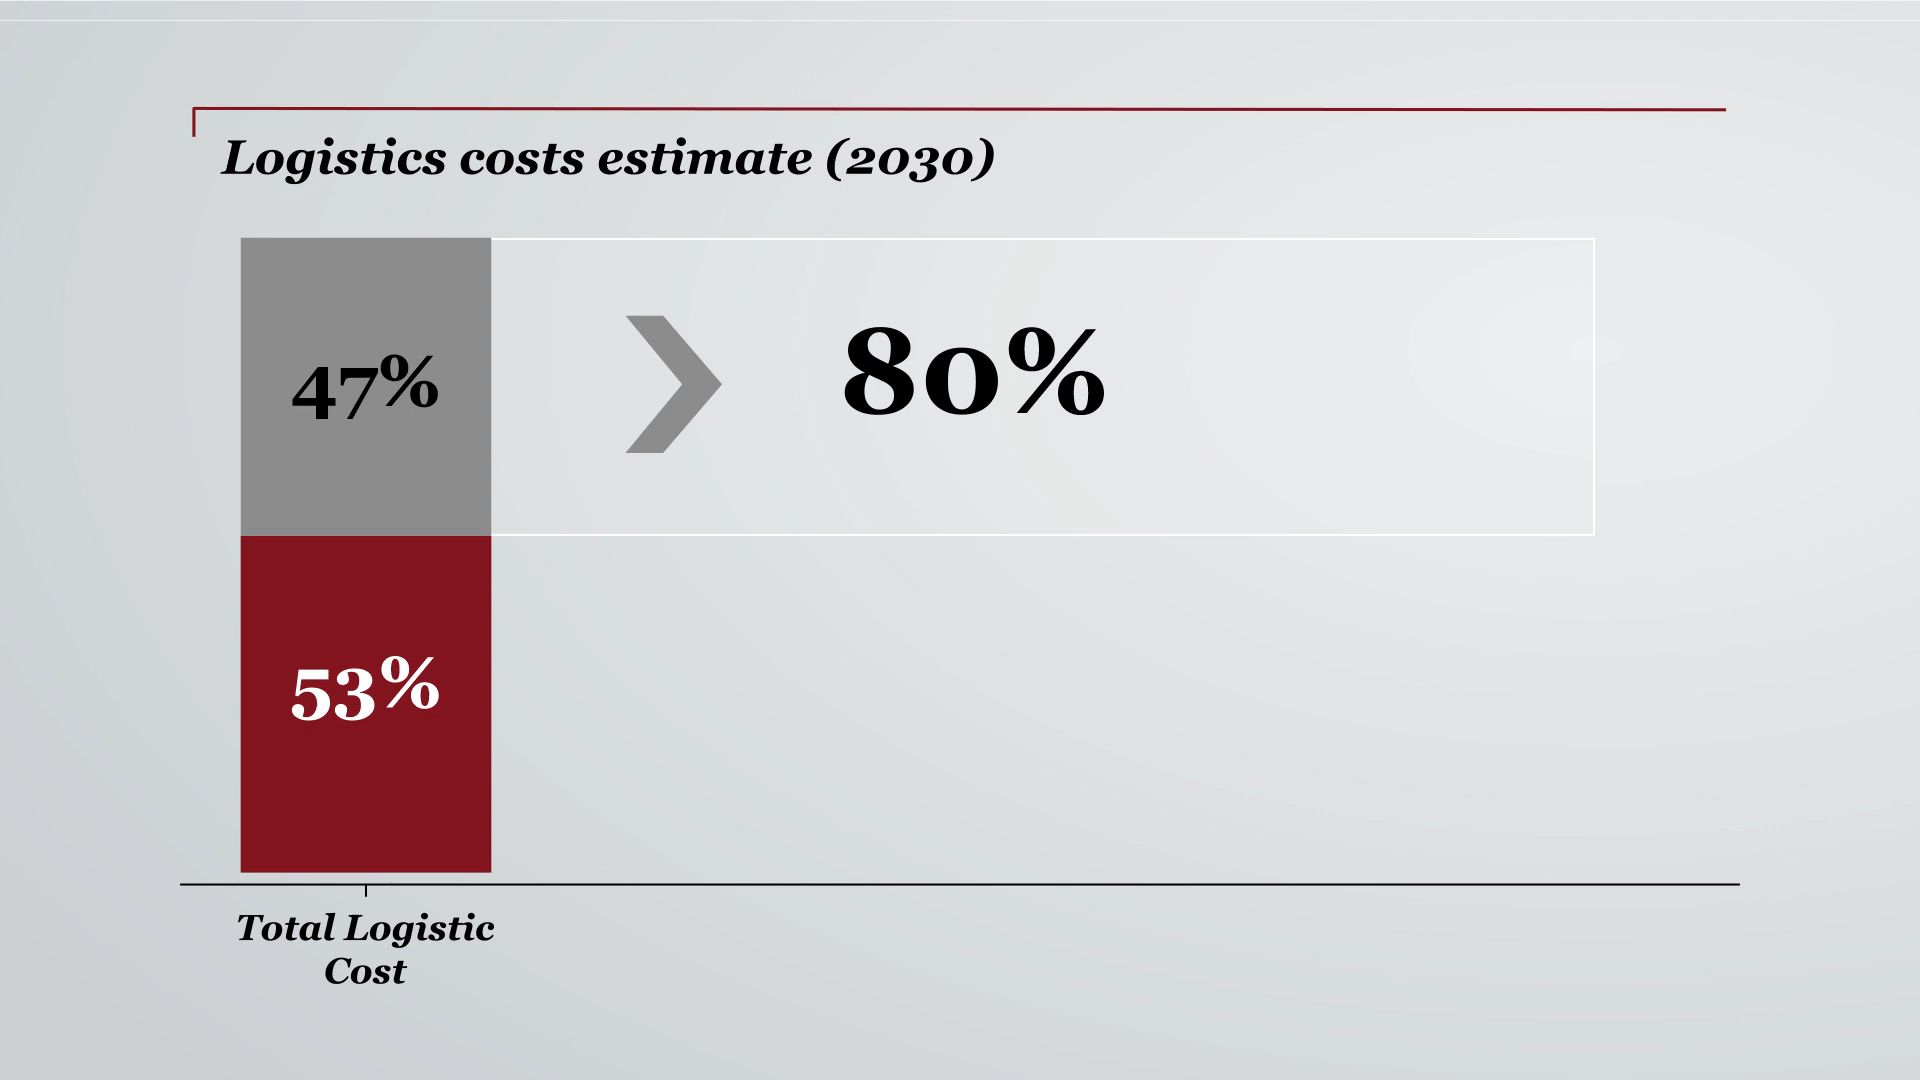 Logistics costs estimate (2030)
47%
80%
53%
Total Logistic
Cost